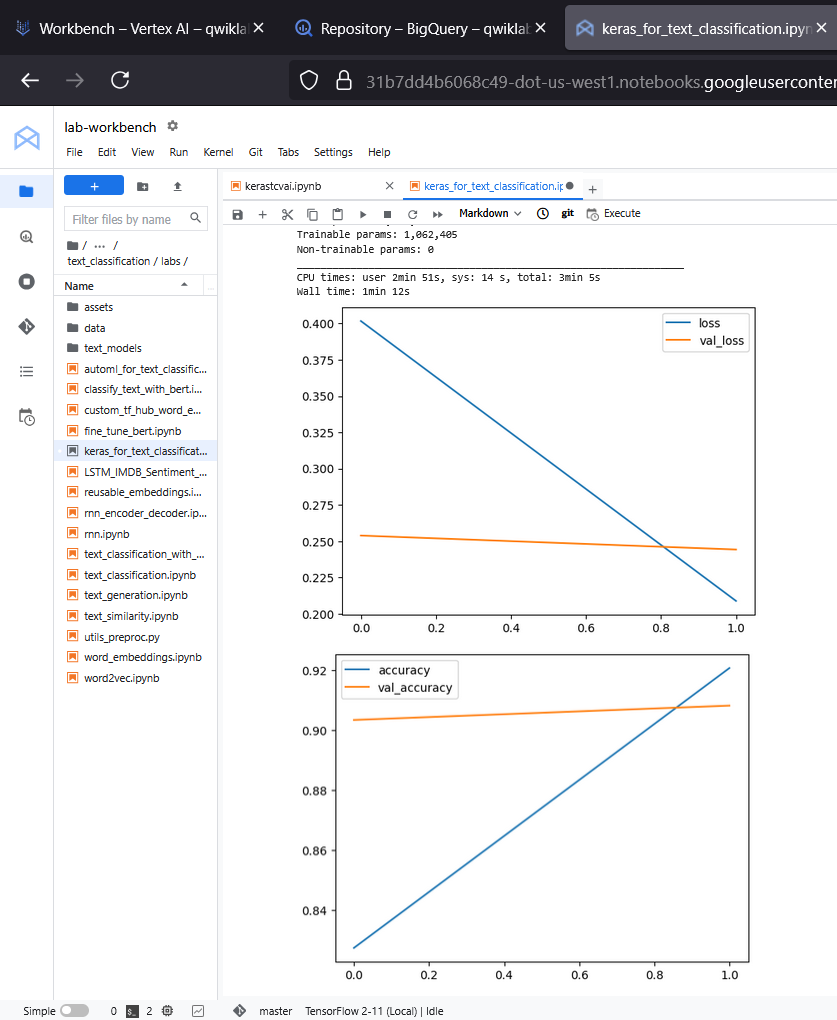 Workbench – Vertex AI – qwikla
Repository – BigQuery – qwiklab
keras_for_text_classification.ipyn
31b7dd4b6068c49-dot-us-west1.notebooks.googleuserconten
lab-workbench
File Edit View Run Kernel Git Tabs Settings Help
Filter files by name
/ ... /
text_classification / labs /
Name
assets
data
text_models
automl_for_text_classific...
classify_text_with_bert.i...
custom_tf_hub_word_e...
fine_tune_bert.ipynb
keras_for_text_classificat...
LSTM_IMDB_Sentiment_...
reusable_embeddings.i...
rnn_encoder_decoder.ip...
rnn.ipynb
text_classification_with_...
text_classification.ipynb
text_generation.ipynb
text_similarity.ipynb
utils_preproc.py
word_embeddings.ipynb
word2vec.ipynb
kerastcvai.ipynb
keras_for_text_classification.ip
Markdown git Execute
Trainable params: 1,062,405
Non-trainable params: 0
CPU times: user 2min 51s, sys: 14 s, total: 3min 5s
Wall time: 1min 12s
loss
val_loss
0.400
0.375
0.350
0.325
0.300
0.275
0.250
0.225
0.200
0.0 0.2 0.4 0.6 0.8 1.0
accuracy
val_accuracy
0.92
0.90
0.88
0.86
0.84
0.0 0.2 0.4 0.6 0.8 1.0
Simple 0 2 master TensorFlow 2-11 (Local) | Idle